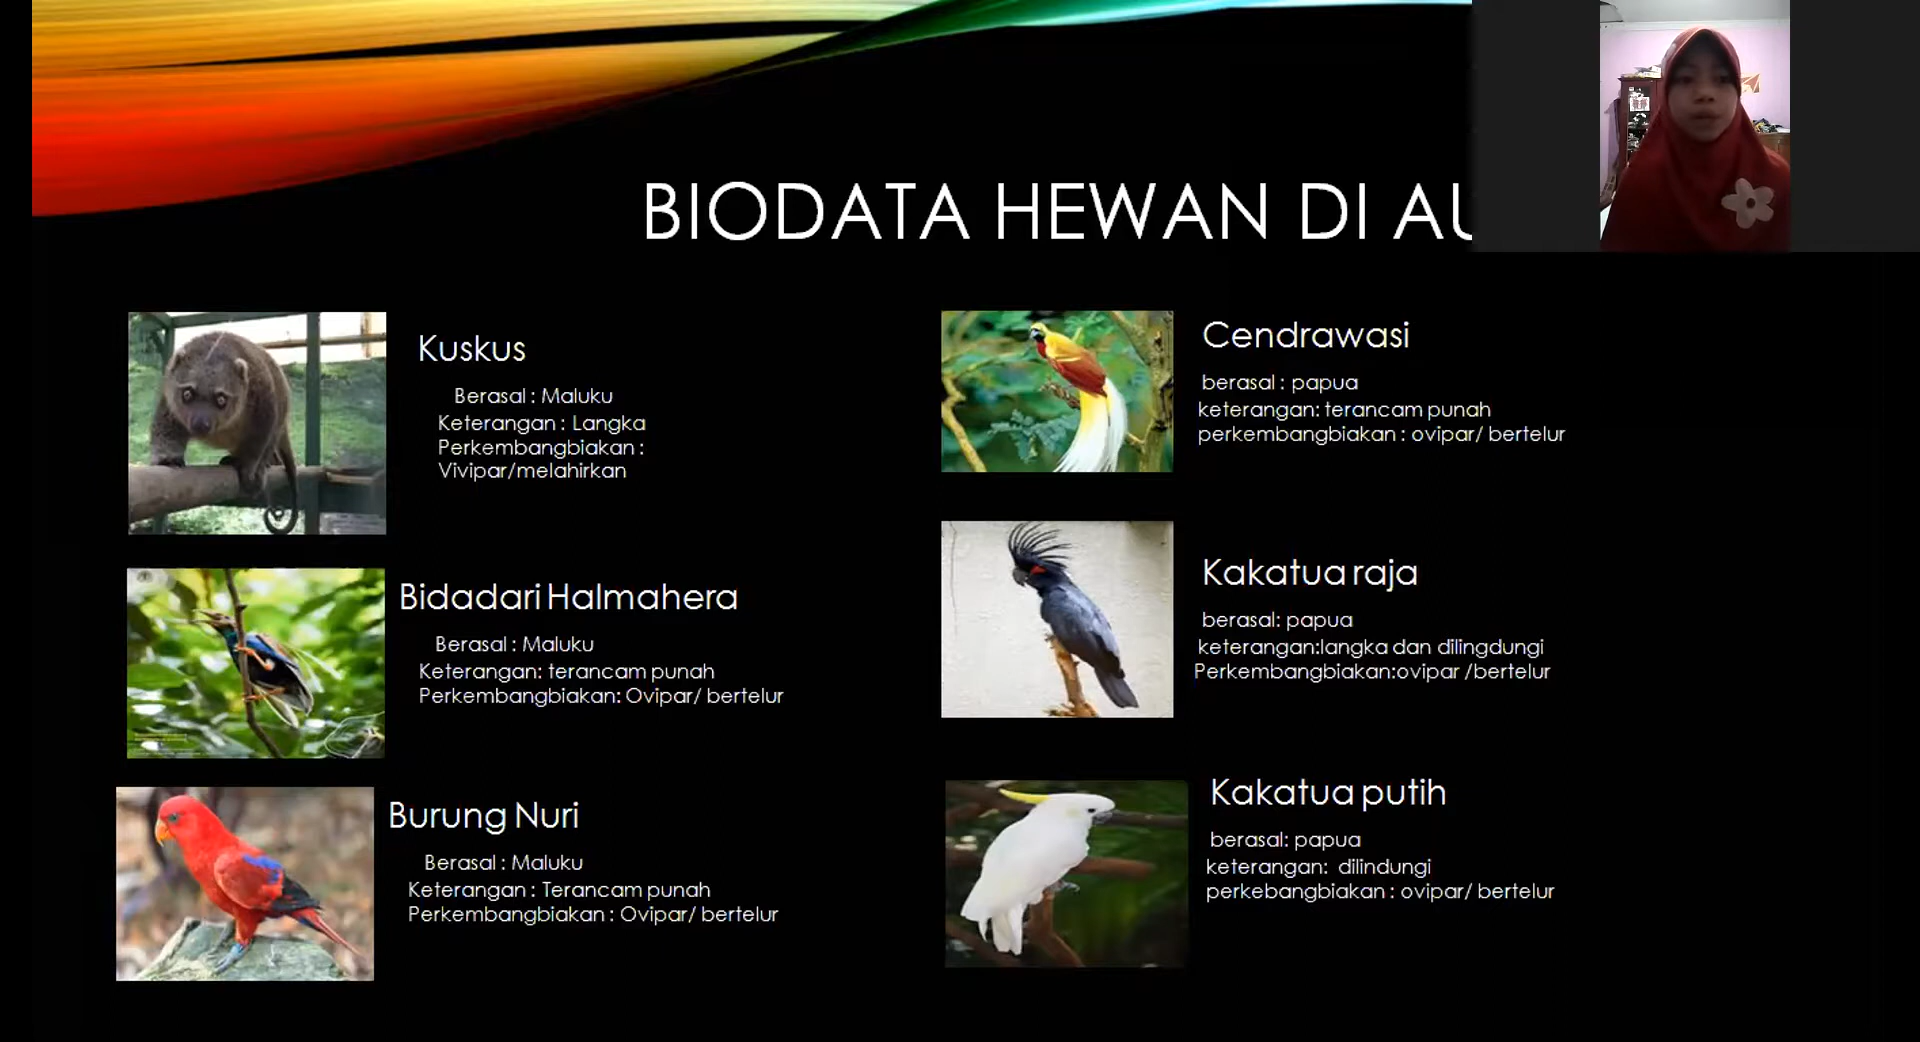 BIODATA HEWAN DI
Kuskus
Berasal : Maluku
Keterangan : Langka
Perkembangbiakan :
Vivipar/melahirkan
Bidadari Halmahera
Berasal : Maluku
Keterangan: terancam punah
Perkembangbiakan: Ovipar/ bertelur
Burung Nuri
Berasal : Maluku
Keterangan : Terancam punah
Perkembangbiakan : Ovipar/ bertelur
Cendrawasi
berasal : papua
keterangan: terancam punah
perkembangbiakan : ovipar/ bertelur
Kakatua raja
berasal: papua
keterangan:langka dan dilingdungi
Perkembangbiakan:ovipar /bertelur
Kakatua putih
berasal: papua
keterangan: dilindungi
perkebangbiakan : ovipar/ bertelur